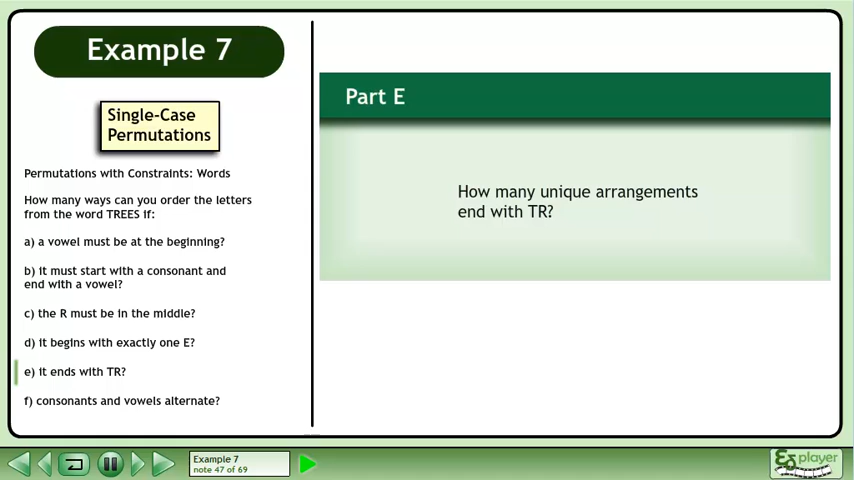 Example 7
Single-Case
Permutations
Permutations with Constraints: Words
How many ways can you order the letters
from the word TREES if:
a) a vowel must be at the beginning?
b) it must start with a consonant and
end with a vowel?
c) the R must be in the middle?
d) it begins with exactly one E?
e) it ends with TR?
f) consonants and vowels alternate?
Part E
How many unique arrangements
end with TR?
Example 7
note 47 of 69
player